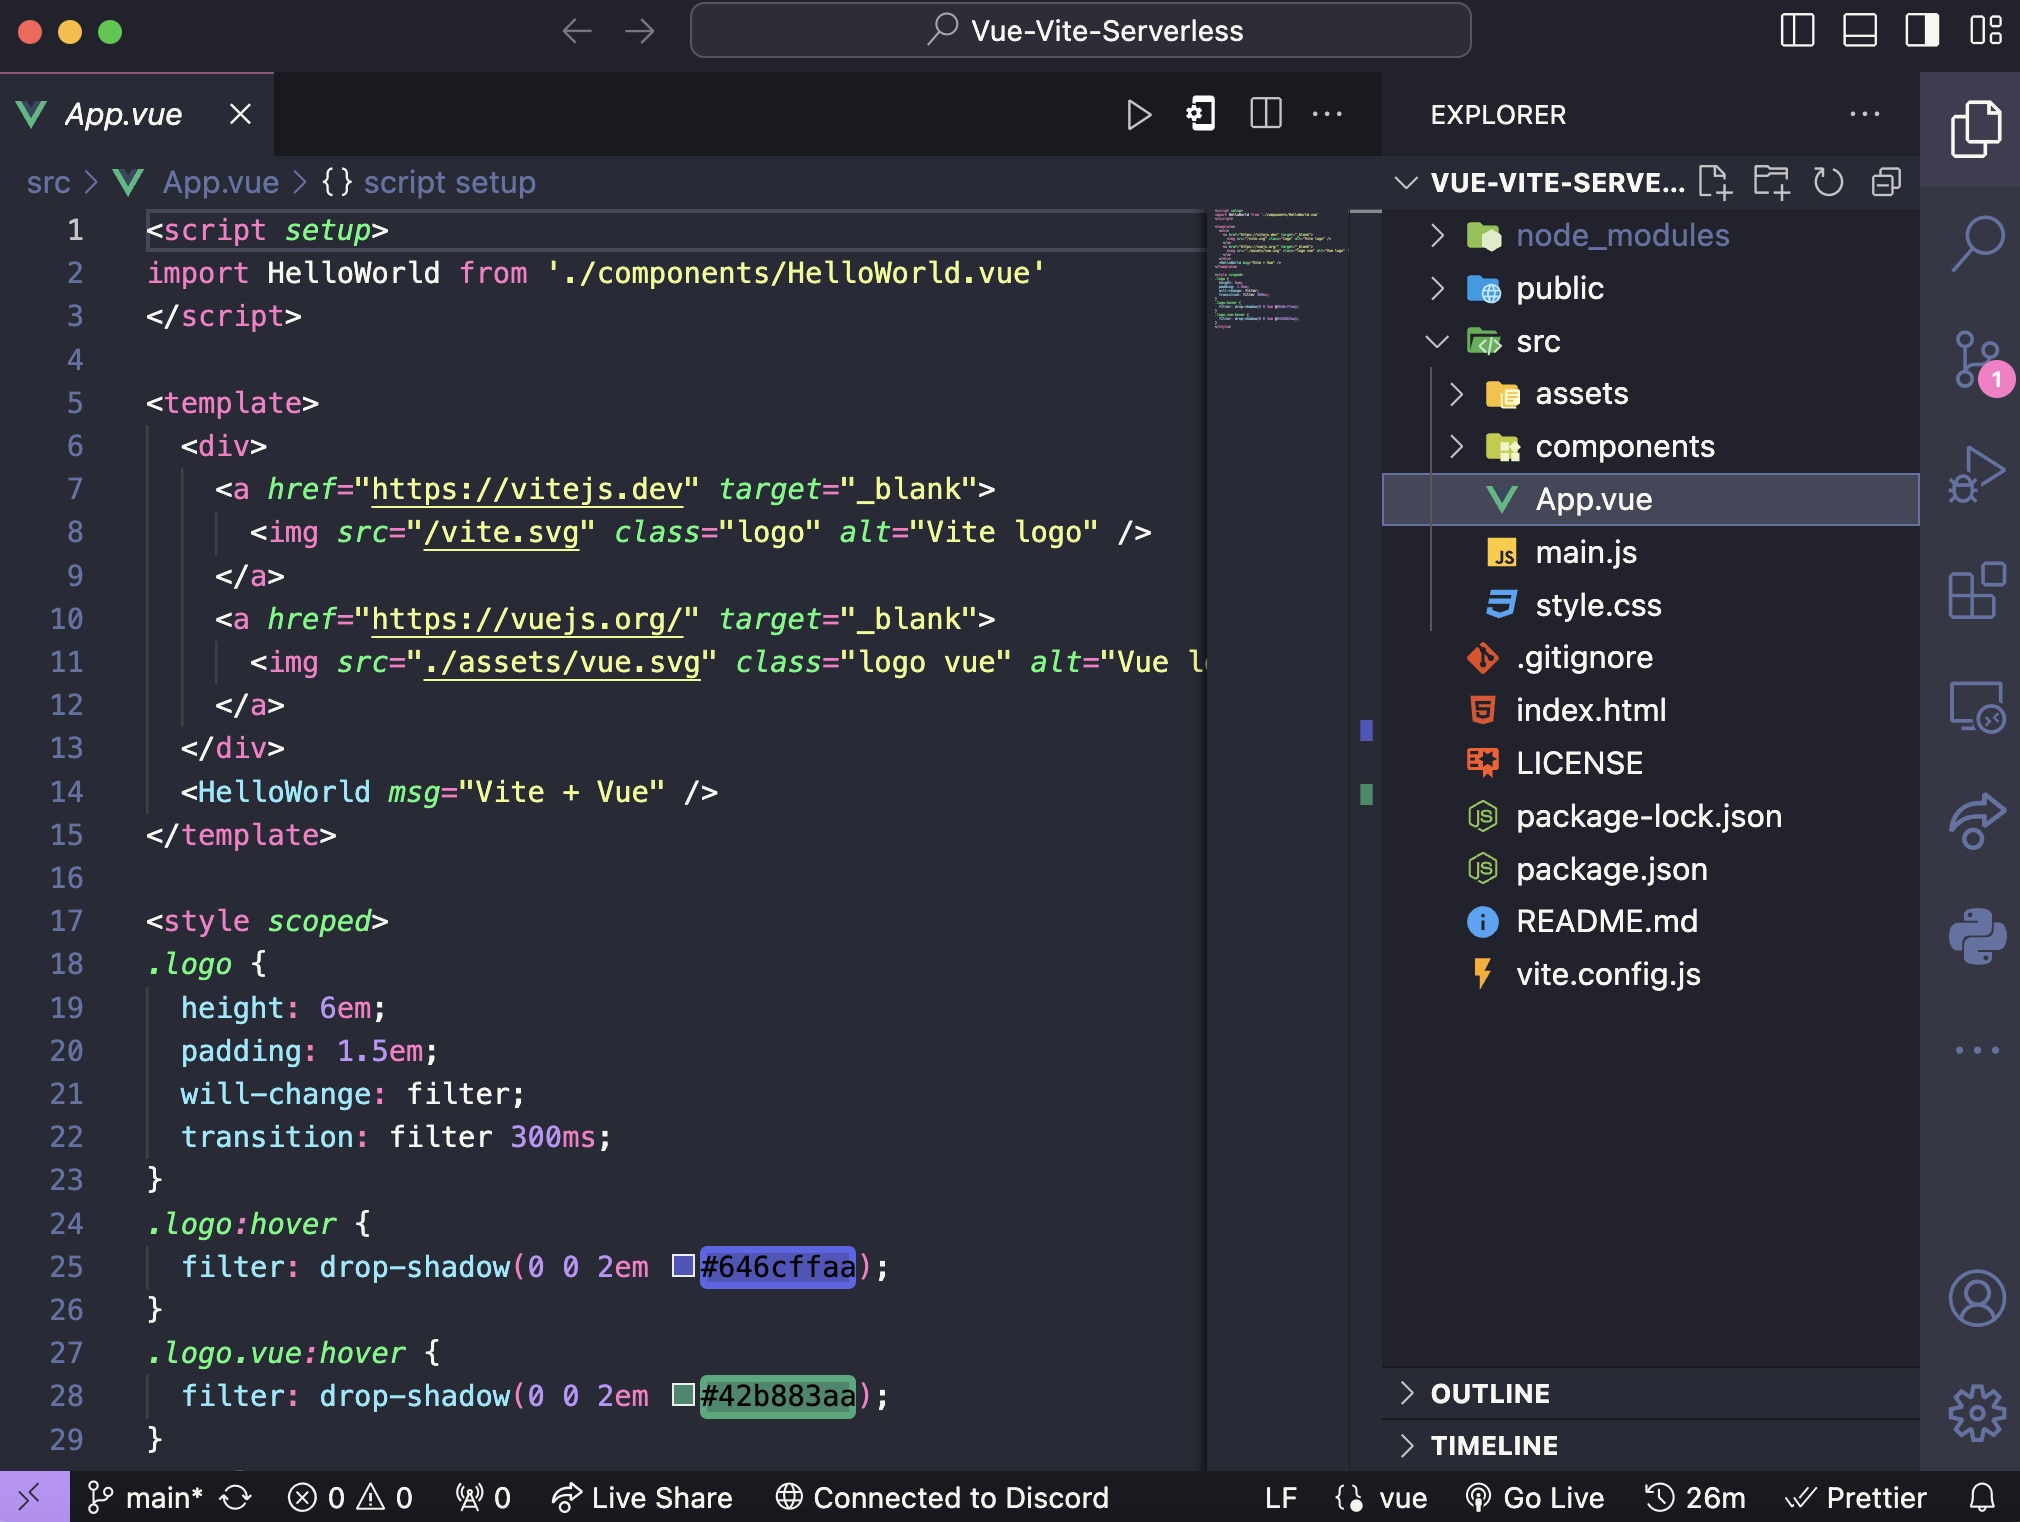 Vue-Vite-Serverless
App.vue
src > App.vue > {} script setup
1 <script setup>
2 import HelloWorld from './components/HelloWorld.vue'
3 </script>
4
5 <template>
6 <div>
7 <a href="https://vitejs.dev" target="_blank">
8 <img src="/vite.svg" class="logo" alt="Vite logo" />
9 </a>
10 <a href="https://vuejs.org/" target="_blank">
11 <img src="./assets/vue.svg" class="logo vue" alt="Vue l
12 </a>
13 </div>
14 <HelloWorld msg="Vite + Vue" />
15 </template>
16
17 <style scoped>
18 .logo {
19 height: 6em;
20 padding: 1.5em;
21 will-change: filter;
22 transition: filter 300ms;
23 }
24 .logo:hover {
25 filter: drop-shadow(0 0 2em #646cffaa);
26 }
27 .logo.vue:hover {
28 filter: drop-shadow(0 0 2em #42b883aa);
29 }
EXPLORER
VUE-VITE-SERVE...
node_modules
public
src
assets
components
App.vue
main.js
style.css
.gitignore
index.html
LICENSE
package-lock.json
package.json
README.md
vite.config.js
OUTLINE
TIMELINE
1
main* 0 0 0 Live Share Connected to Discord LF vue Go Live 26m Prettier